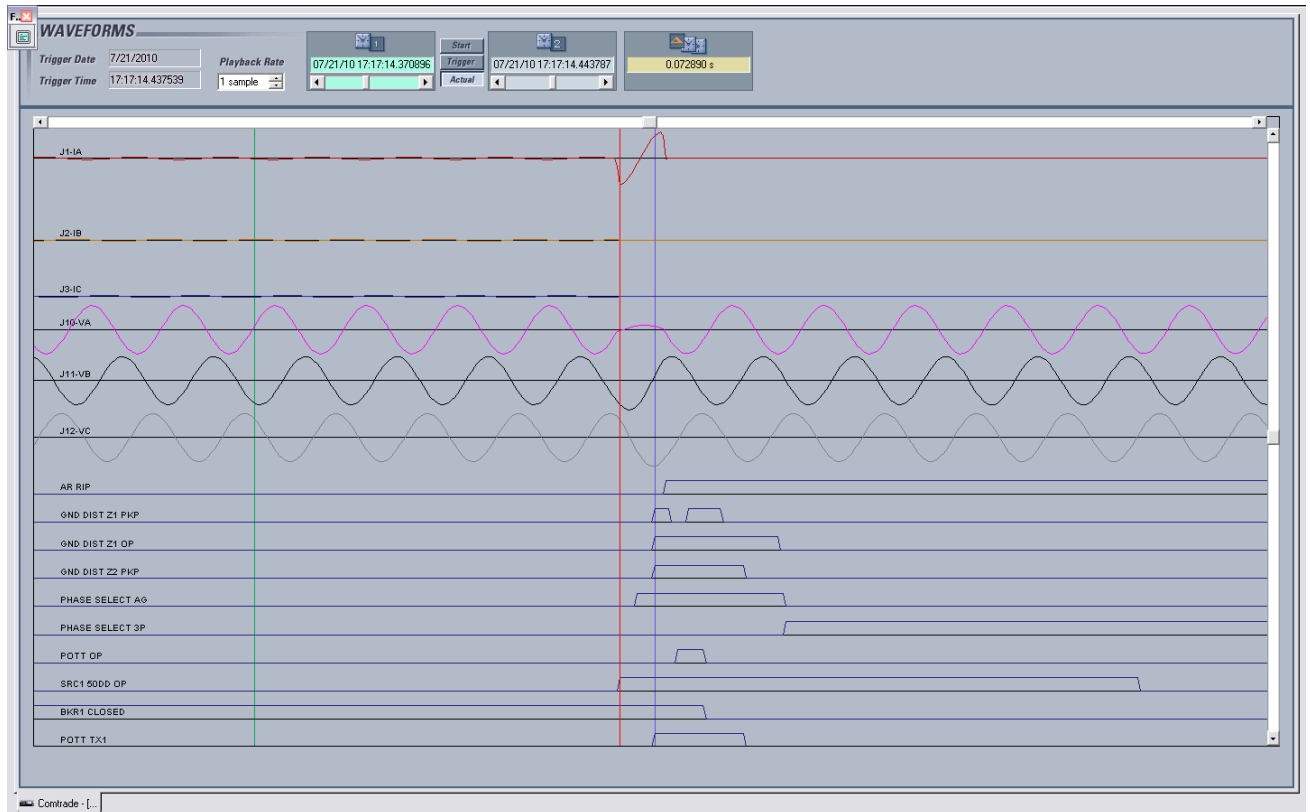 F..
WAVEFORMS
Trigger Date 7/21/2010
Trigger Time 17:17:14.437539
Playback Rate
1 sample
1
07/21/10 17:17:14.370896
Start
Trigger
Actual
2
07/21/10 17:17:14.443787
0.072890 s
J1-IA
J2-IB
J3-IC
J10-VA
J11-VB
J12-VC
AR RIP
GND DIST Z1 PKP
GND DIST Z1 OP
GND DIST Z2 PKP
PHASE SELECT AG
PHASE SELECT 3P
POTT OP
SRC1 50DD OP
BKR1 CLOSED
POTT TX1
Comtrade - [...